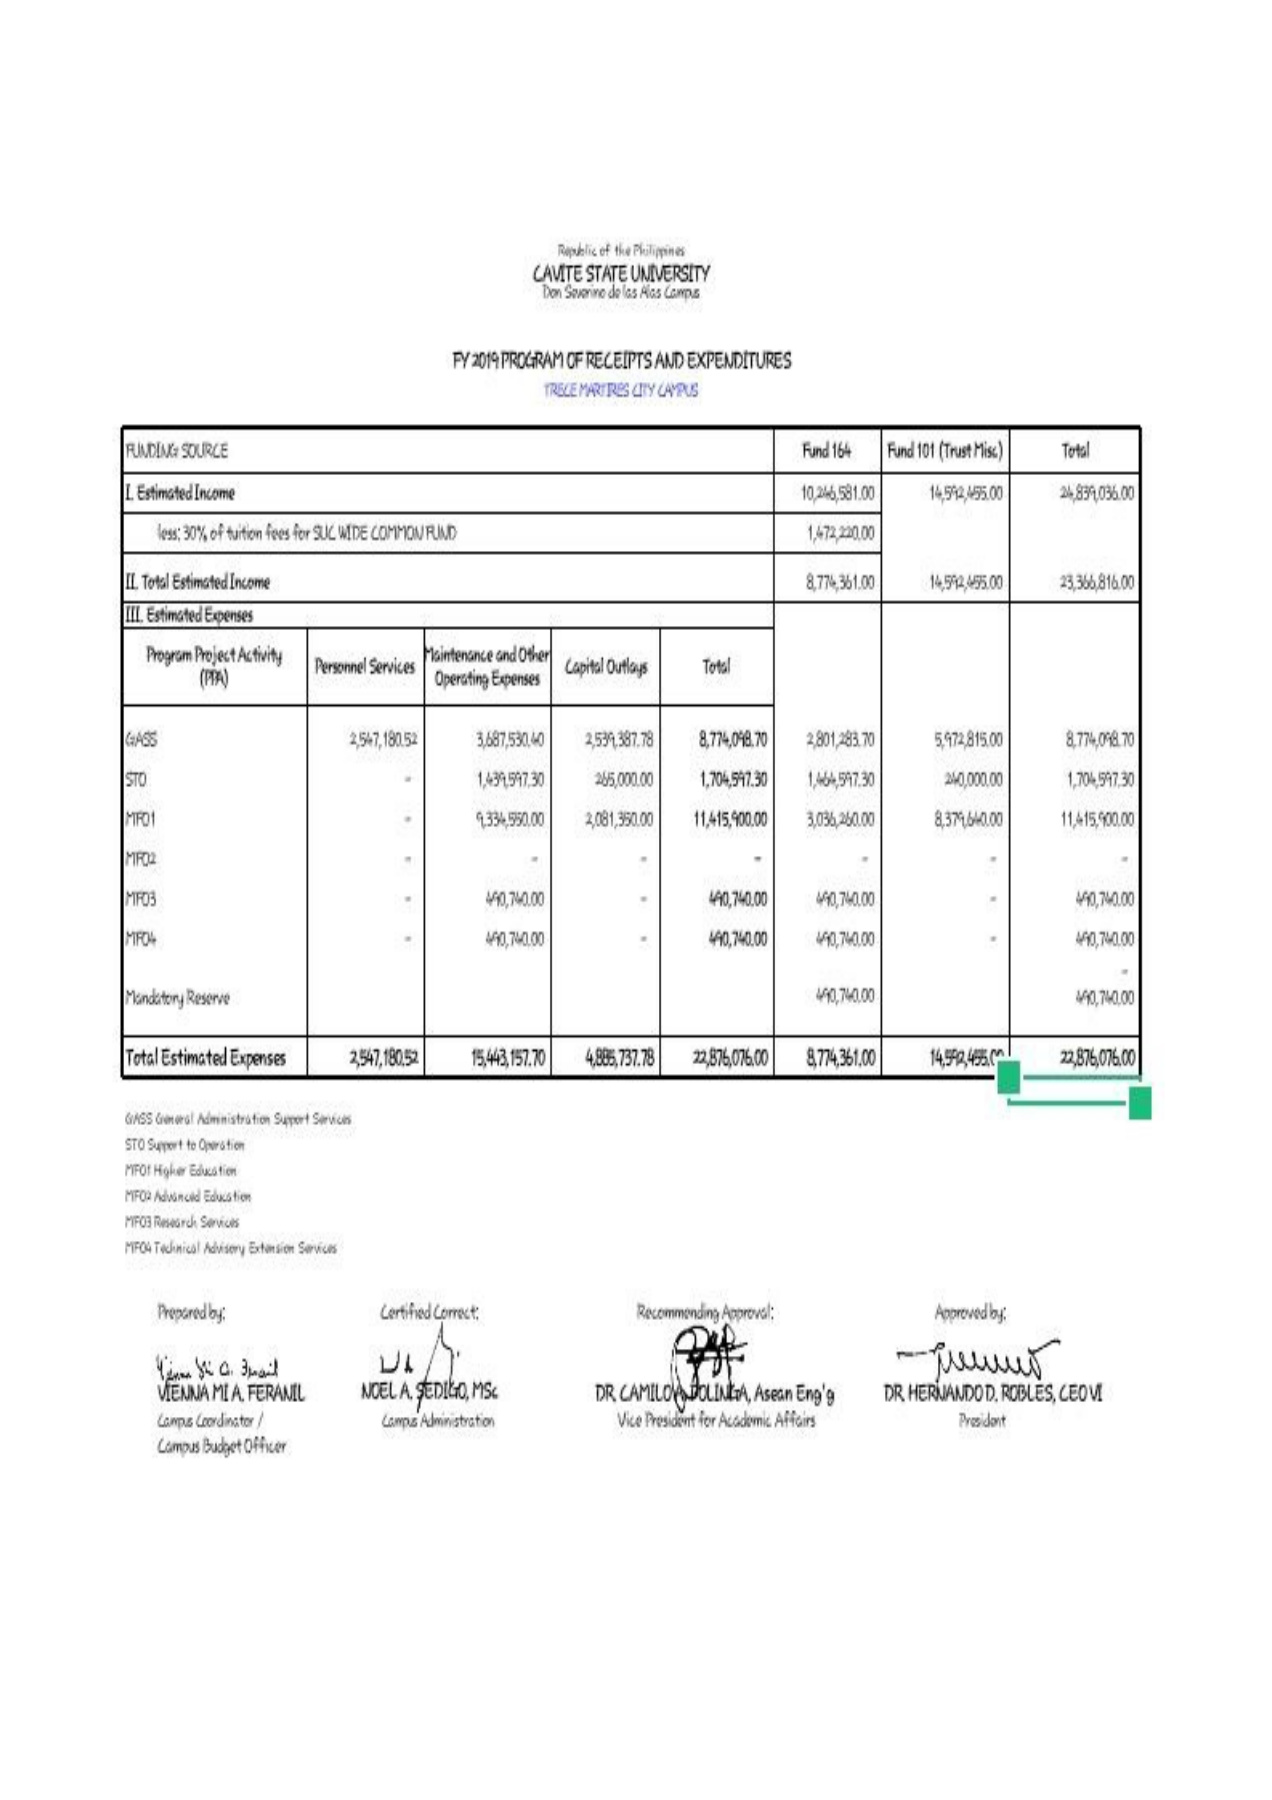 Republic of the Philippines
CAVITE STATE UNIVERSITY
Don Severino de las Alas Campus
FY 2019 PROGRAM OF RECEIPTS AND EXPENDITURES
TRECE MARTIRES CITY CAMPUS
FUNDING SOURCE Fund 164 Fund 101 (Trust Misc) Total
I. Estimated Income 10,246,581.00 14,592,455.00 24,839,036.00
less: 30% of tuition fees for SUC WIDE COMMON FUND 1,472,220.00
II. Total Estimated Income 8,774,361.00 14,592,455.00 23,366,816.00
III. Estimated Expenses
Program Project Activity (PPA) Personnel Services Maintenance and Other Operating Expenses Capital Outlays Total
GASS 2,547,180.52 3,687,530.40 2,539,387.78 8,774,098.70 2,801,283.70 5,972,815.00 8,774,098.70
STO - 1,439,597.30 265,000.00 1,704,597.30 1,464,597.30 240,000.00 1,704,597.30
MFO1 - 9,334,550.00 2,081,350.00 11,415,900.00 3,036,260.00 8,379,640.00 11,415,900.00
MFO2 - - - - - - -
MFO3 - 490,740.00 - 490,740.00 490,740.00 - 490,740.00
MFO4 - 490,740.00 - 490,740.00 490,740.00 - 490,740.00
-
Mandatory Reserve 490,740.00 490,740.00
Total Estimated Expenses 2,547,180.52 15,443,157.70 4,885,737.78 22,876,076.00 8,774,361.00 14,592,455.00 22,876,076.00
GASS General Administration Support Services
STO Support to Operation
MFO1 Higher Education
MFO2 Advanced Education
MFO3 Research Services
MFO4 Technical Advisory Extension Services
Prepared by: Certified Correct: Recommending Approval: Approved by:
VIENNA MI A. FERANIL NOEL A. SEDIGO, MSc DR. CAMILO A. POLINGA, Asean Eng'g DR. HERNANDO D. ROBLES, CEO VI
Campus Coordinator / Campus Administration Vice President for Academic Affairs President
Campus Budget Officer